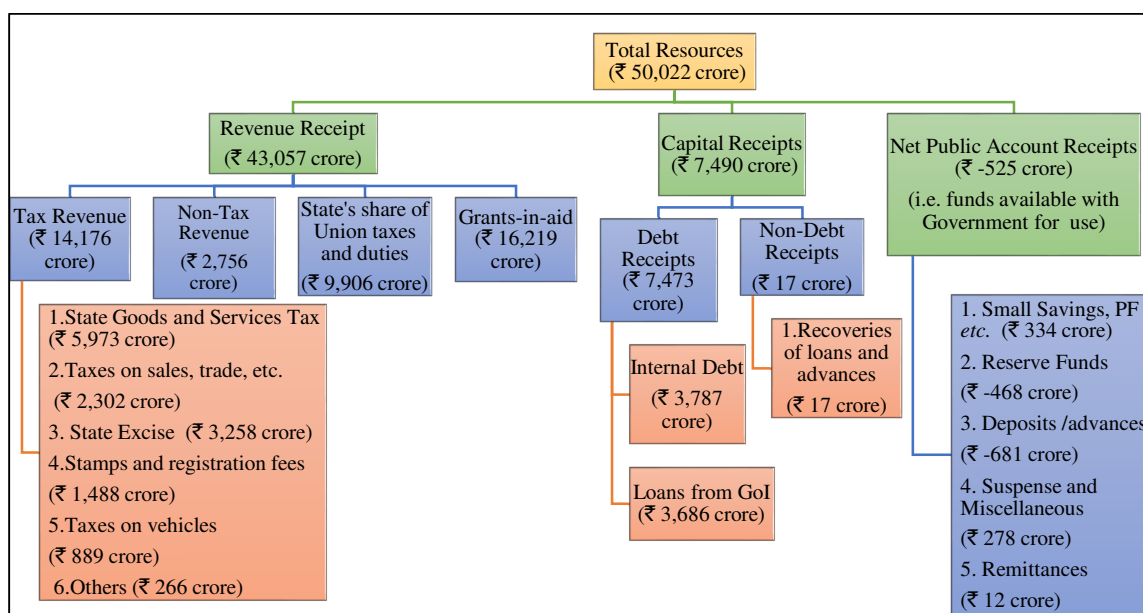 Total Resources
(₹ 50,022 crore)
Revenue Receipt
(₹ 43,057 crore)
Capital Receipts
(₹ 7,490 crore)
Net Public Account Receipts
(₹ -525 crore)
(i.e. funds available with
Government for use)
Tax Revenue
(₹ 14,176
crore)
Non-Tax
Revenue
(₹ 2,756
crore)
State's share of
Union taxes
and duties
(₹ 9,906 crore)
Grants-in-aid
(₹ 16,219
crore)
Debt
Receipts
(₹ 7,473
crore)
Non-Debt
Receipts
(₹ 17 crore)
1.State Goods and Services Tax
(₹ 5,973 crore)
2.Taxes on sales, trade, etc.
(₹ 2,302 crore)
3. State Excise (₹ 3,258 crore)
4.Stamps and registration fees
(₹ 1,488 crore)
5.Taxes on vehicles
(₹ 889 crore)
6.Others (₹ 266 crore)
Internal Debt
(₹ 3,787
crore)
Loans from GoI
(₹ 3,686 crore)
1.Recoveries
of loans and
advances
(₹ 17 crore)
1. Small Savings, PF
etc. (₹ 334 crore)
2. Reserve Funds
(₹ -468 crore)
3. Deposits /advances
(₹ -681 crore)
4. Suspense and
Miscellaneous
(₹ 278 crore)
5. Remittances
(₹ 12 crore)